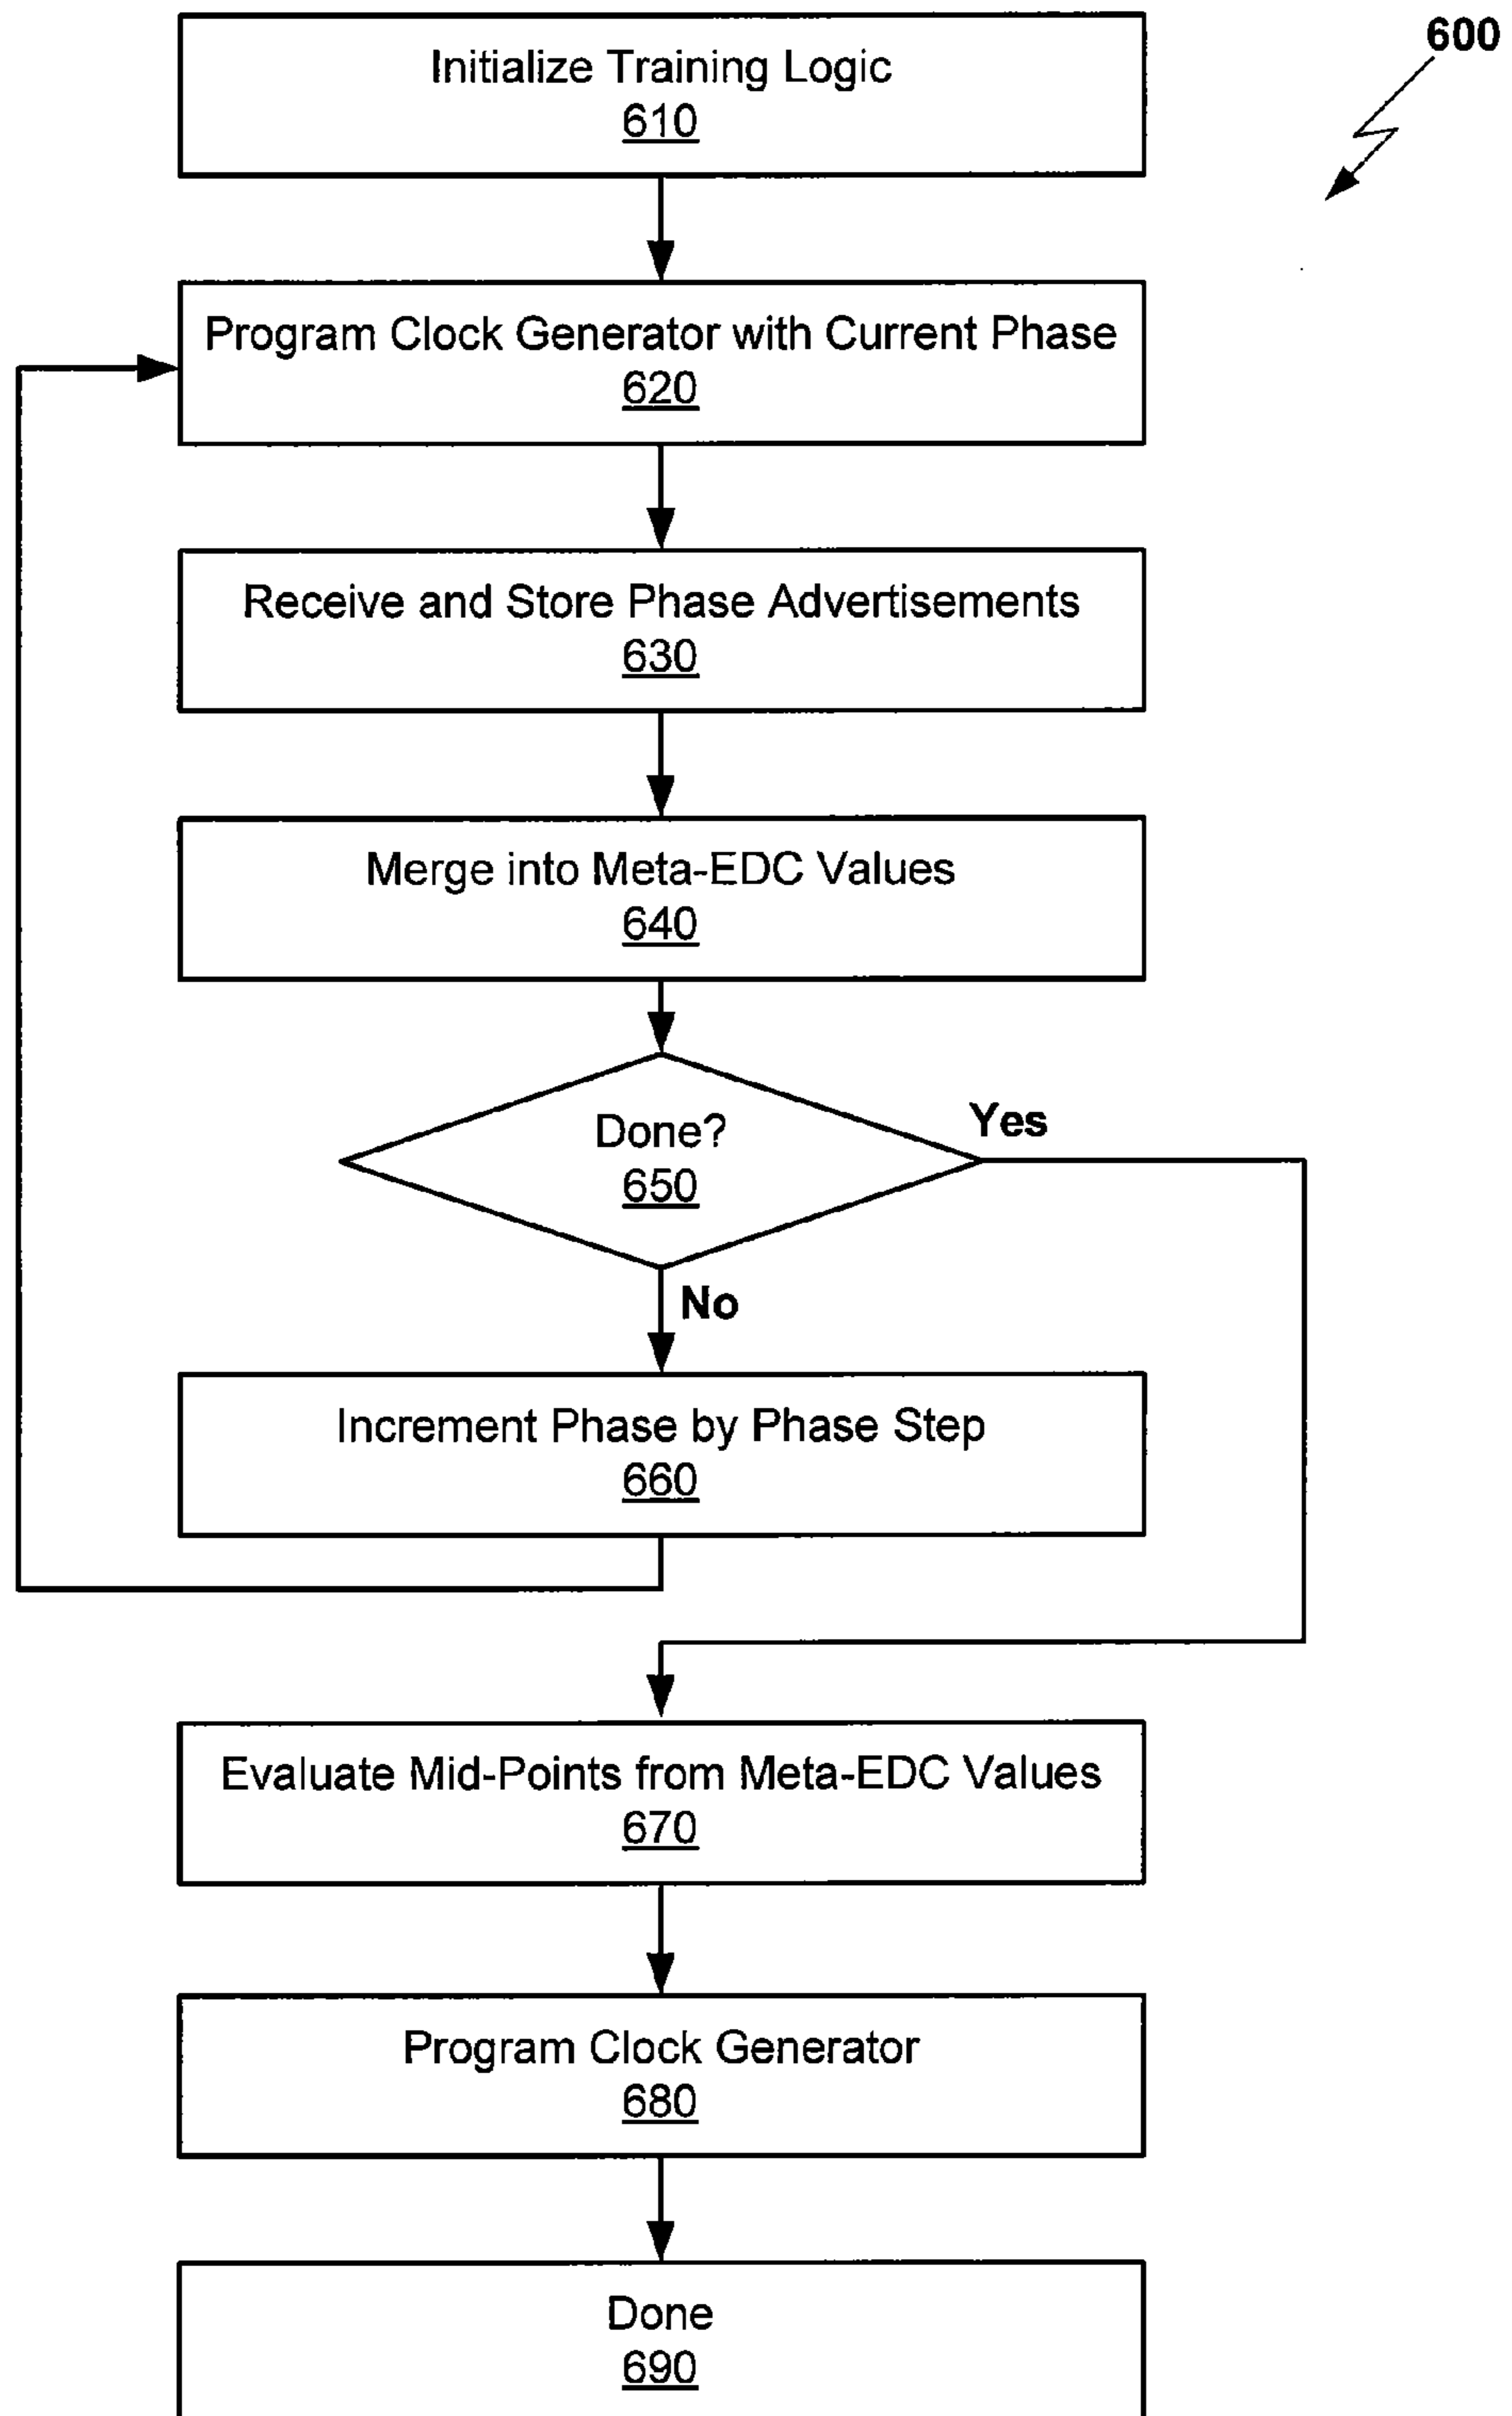 600
Initialize Training Logic
610
Program Clock Generator with Current Phase
620
Receive and Store Phase Advertisements
630
Merge into Meta-EDC Values
640
Done?
650
Yes
No
Increment Phase by Phase Step
660
Evaluate Mid-Points from Meta-EDC Values
670
Program Clock Generator
680
Done
690